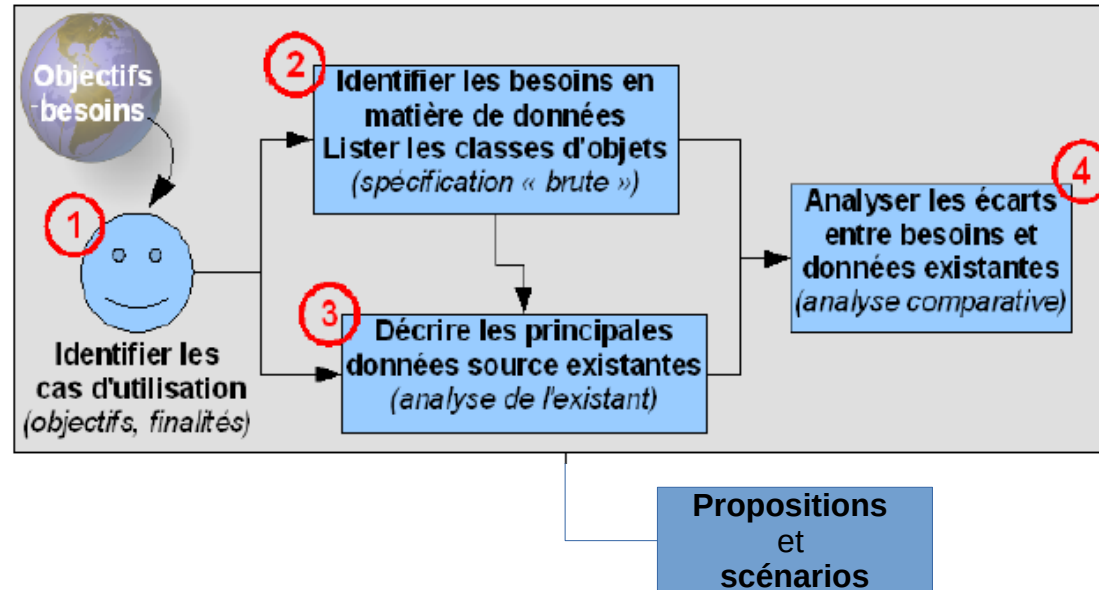 Objectifs
-besoins
1
Identifier les
cas d'utilisation
(objectifs, finalités)
2
Identifier les besoins en
matière de données
Lister les classes d'objets
(spécification « brute »)
3
Décrire les principales
données source existantes
(analyse de l'existant)
4
Analyser les écarts
entre besoins et
données existantes
(analyse comparative)
Propositions
et
scénarios